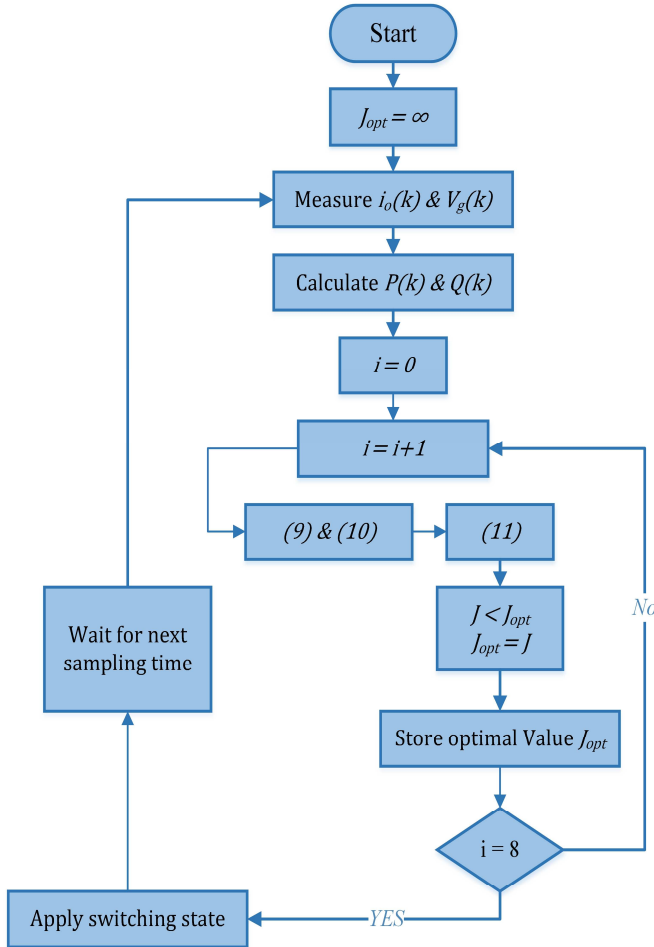 Start
J_opt = ∞
Measure i_o(k) & V_g(k)
Calculate P(k) & Q(k)
i = 0
i = i+1
(9) & (10)
(11)
J < J_opt
J_opt = J
No
Wait for next
sampling time
Store optimal Value J_opt
i = 8
Apply switching state
YES